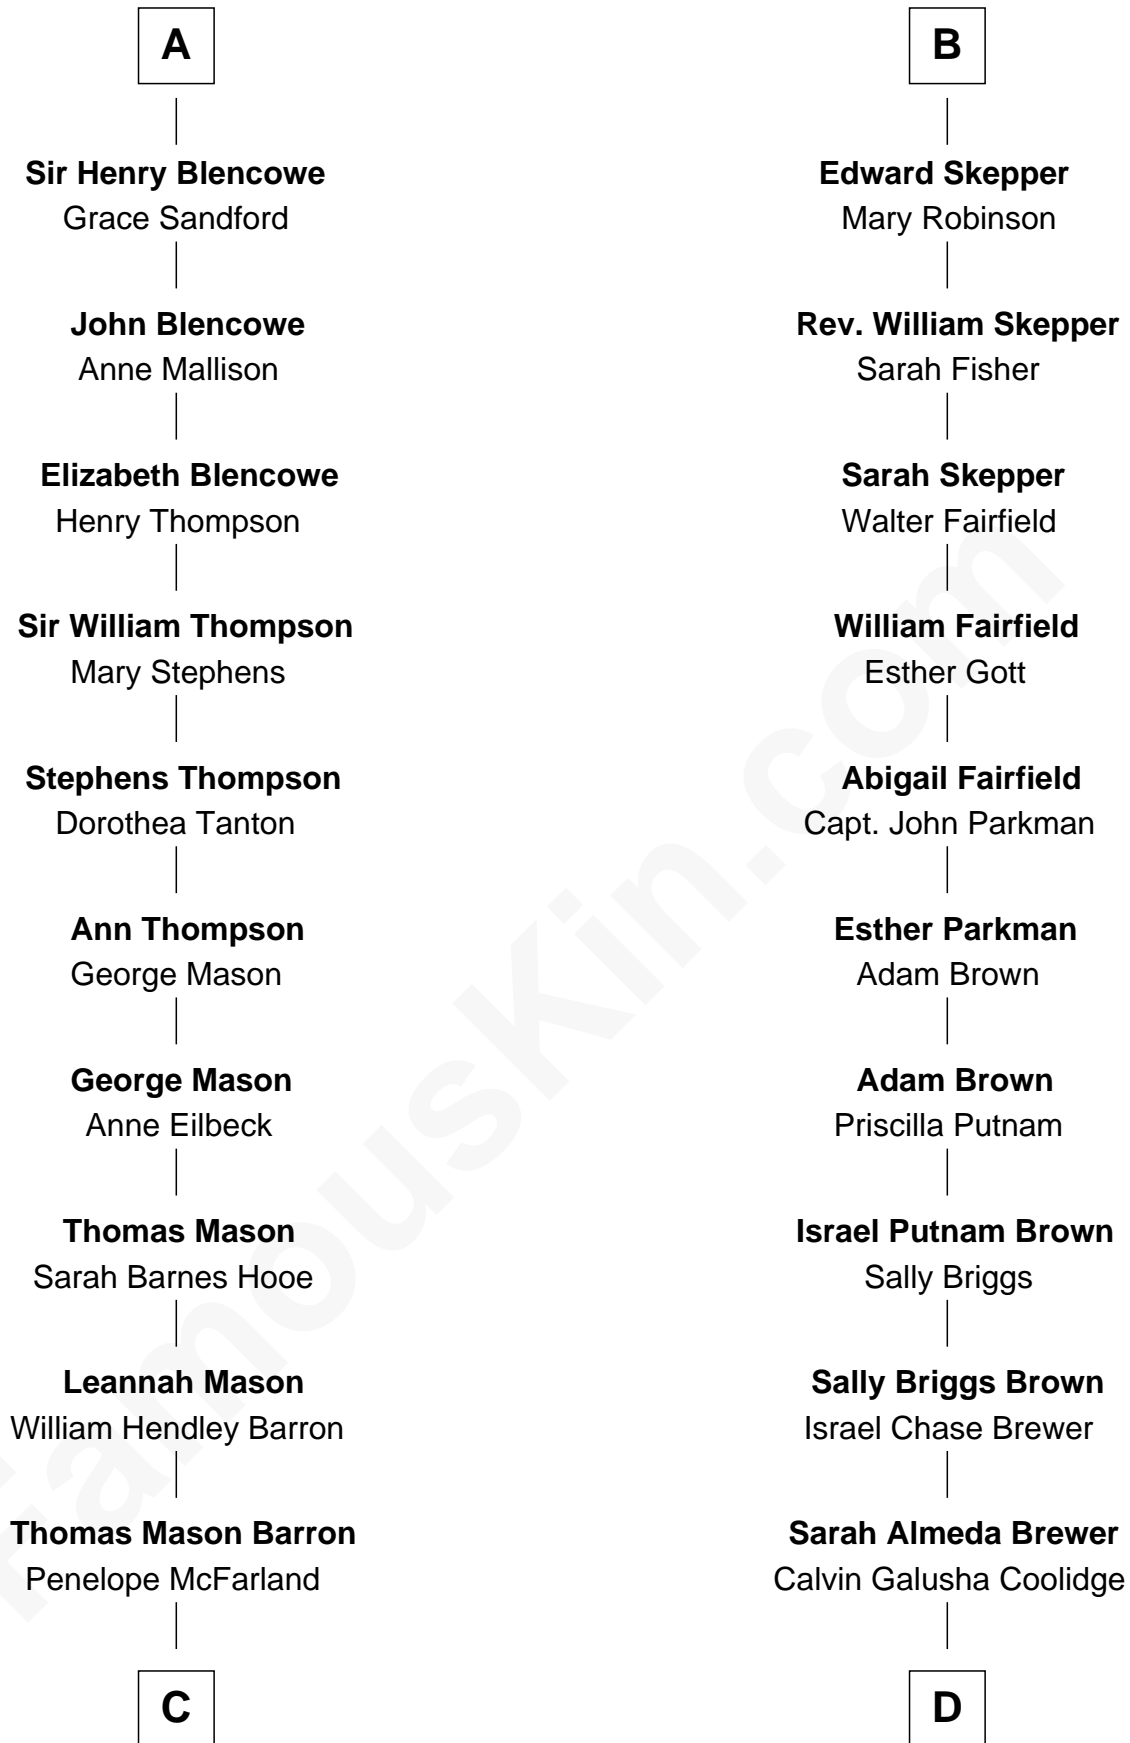 A
Sir Henry Blencowe
Grace Sandford
John Blencowe
Anne Mallison
Elizabeth Blencowe
Henry Thompson
Sir William Thompson
Mary Stephens
Stephens Thompson
Dorothea Tanton
Ann Thompson
George Mason
George Mason
Anne Eilbeck
Thomas Mason
Sarah Barnes Hooe
Leannah Mason
William Hendley Barron
Thomas Mason Barron
Penelope McFarland
C
B
Edward Skepper
Mary Robinson
Rev. William Skepper
Sarah Fisher
Sarah Skepper
Walter Fairfield
William Fairfield
Esther Gott
Abigail Fairfield
Capt. John Parkman
Esther Parkman
Adam Brown
Adam Brown
Priscilla Putnam
Israel Putnam Brown
Sally Briggs
Sally Briggs Brown
Israel Chase Brewer
Sarah Almeda Brewer
Calvin Galusha Coolidge
D
FamousKin.com